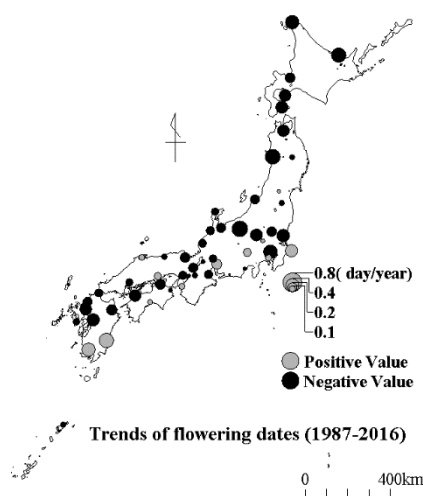 0.8( day/year)
0.4
0.2
0.1
Positive Value
Negative Value
Trends of flowering dates (1987-2016)
0 400km